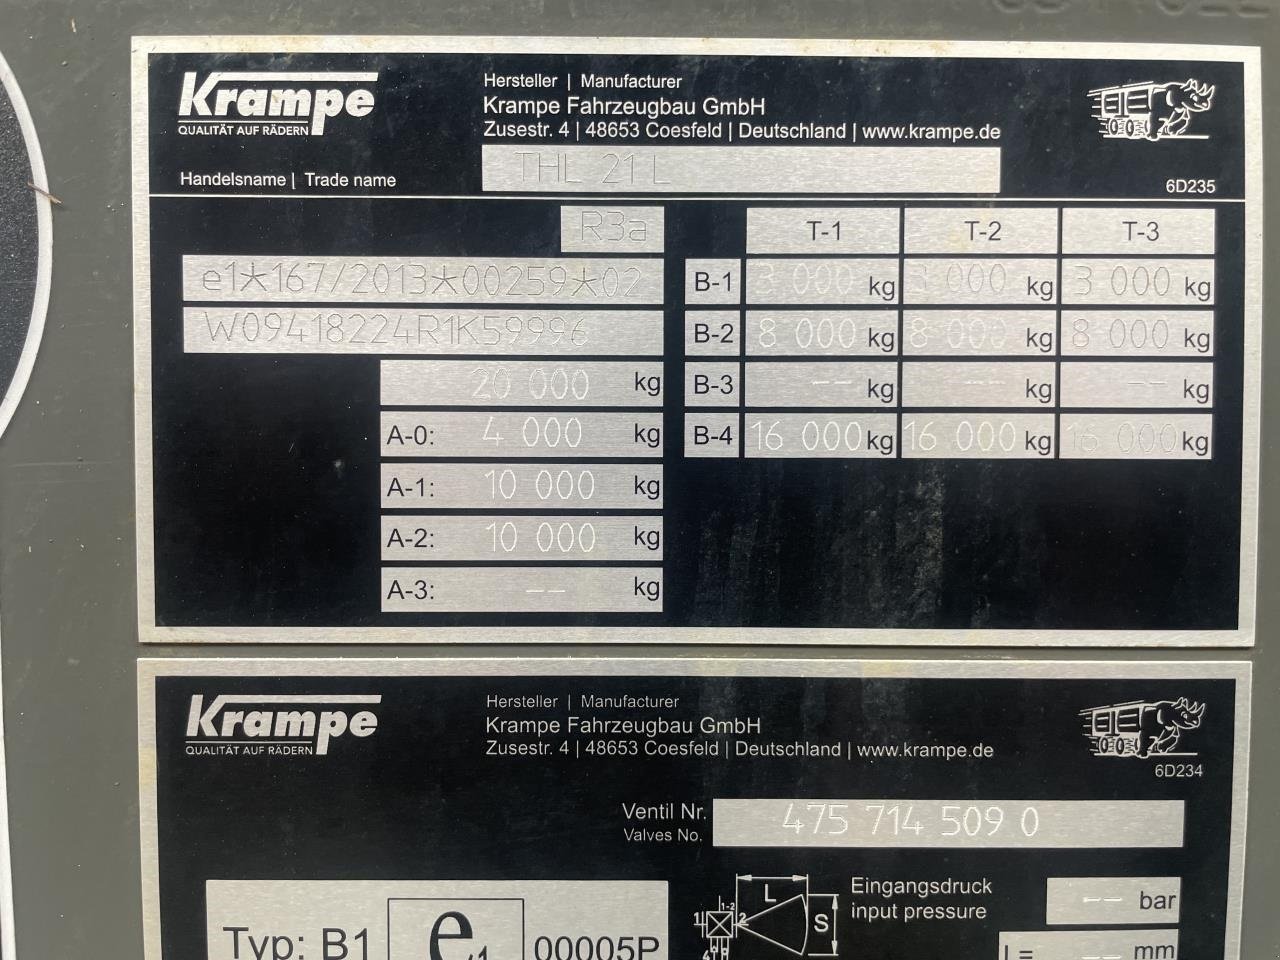 Krampe
QUALITÄT AUF RÄDERN
Hersteller | Manufacturer
Krampe Fahrzeugbau GmbH
Zusestr. 4 | 48653 Coesfeld | Deutschland | www.krampe.de
Handelsname | Trade name
THL 21 L
6D235
R3a
e1*167/2013*00259*02
W09418224R1K59996
20 000 kg
A-0: 4 000 kg
A-1: 10 000 kg
A-2: 10 000 kg
A-3: -- kg
T-1 T-2 T-3
B-1 3 000 kg 3 000 kg 3 000 kg
B-2 8 000 kg 8 000 kg 8 000 kg
B-3 -- kg -- kg -- kg
B-4 16 000 kg 16 000 kg 16 000 kg
Krampe
QUALITÄT AUF RÄDERN
Hersteller | Manufacturer
Krampe Fahrzeugbau GmbH
Zusestr. 4 | 48653 Coesfeld | Deutschland | www.krampe.de
6D234
Ventil Nr.
Valves No.
475 714 509 0
Typ: B1 e1 00005P
1-2
1 2
L
S
Eingangsdruck
input pressure
-- bar
L= -- mm